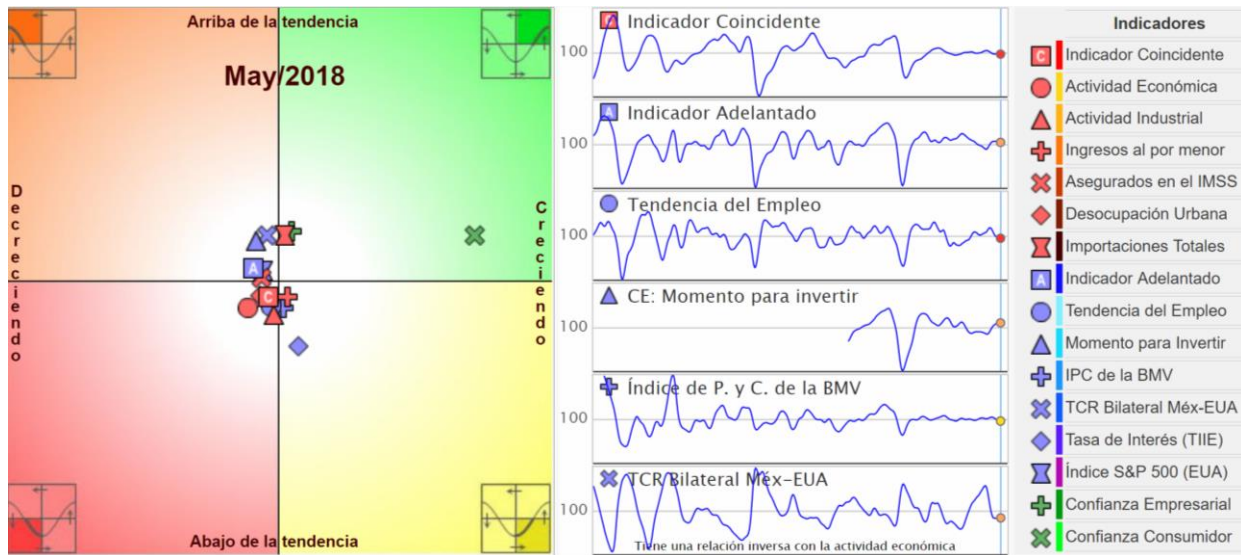 Arriba de la tendencia
May/2018
Decreciendo
Creciendo
C
A
Abajo de la tendencia
C Indicador Coincidente
100
A Indicador Adelantado
100
Tendencia del Empleo
100
CE: Momento para invertir
100
Índice de P. y C. de la BMV
100
TCR Bilateral Méx-EUA
100
Tiene una relación inversa con la actividad económica
Indicadores
C Indicador Coincidente
Actividad Económica
Actividad Industrial
Ingresos al por menor
Asegurados en el IMSS
Desocupación Urbana
Importaciones Totales
A Indicador Adelantado
Tendencia del Empleo
Momento para Invertir
IPC de la BMV
TCR Bilateral Méx-EUA
Tasa de Interés (TIIE)
Índice S&P 500 (EUA)
Confianza Empresarial
Confianza Consumidor